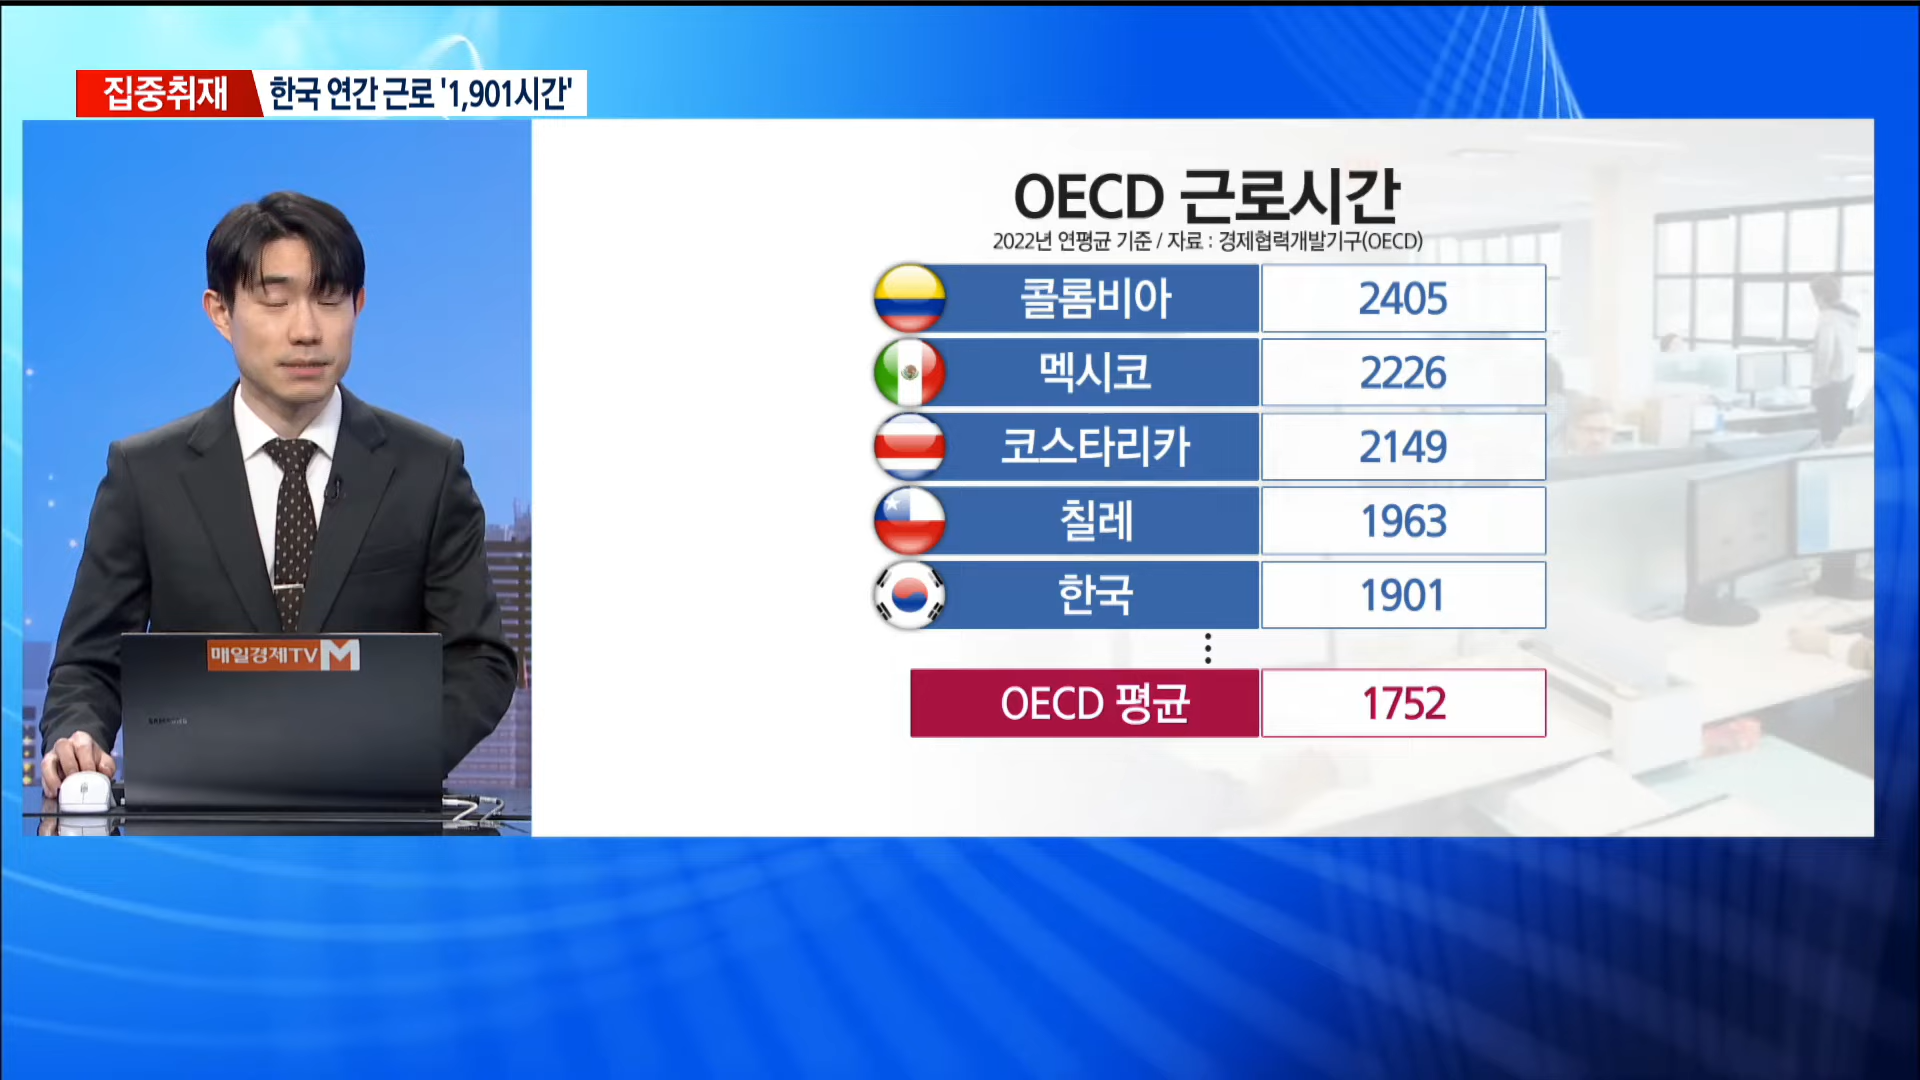 집중취재 한국 연간 근로 '1,901시간'
OECD 근로시간
2022년 연평균 기준 / 자료 : 경제협력개발기구(OECD)
콜롬비아 2405
멕시코 2226
코스타리카 2149
칠레 1963
한국 1901
OECD 평균 1752
매일경제TV M
SAMSUNG